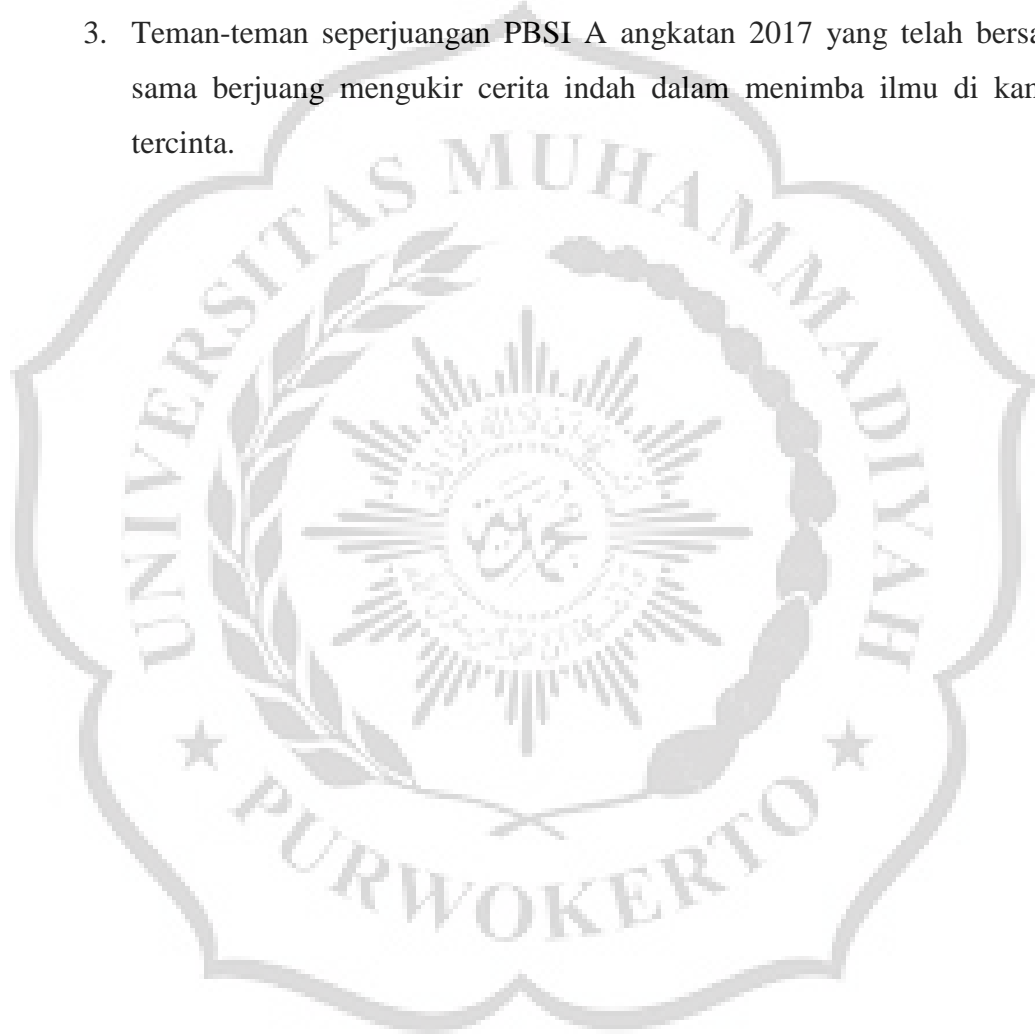 3. Teman-teman seperjuangan PBSI A angkatan 2017 yang telah bersa
sama berjuang mengukir cerita indah dalam menimba ilmu di kam
tercinta.
UNIVERSITAS MUHAMMADIYAH
PURWOKERTO